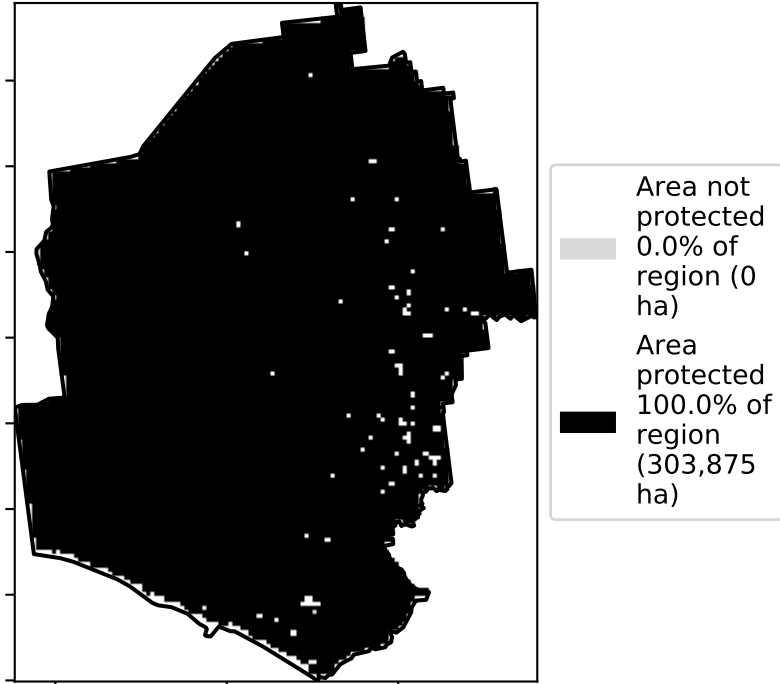 Area not
protected
0.0% of
region (0
ha)
Area
protected
100.0% of
region
(303,875
ha)